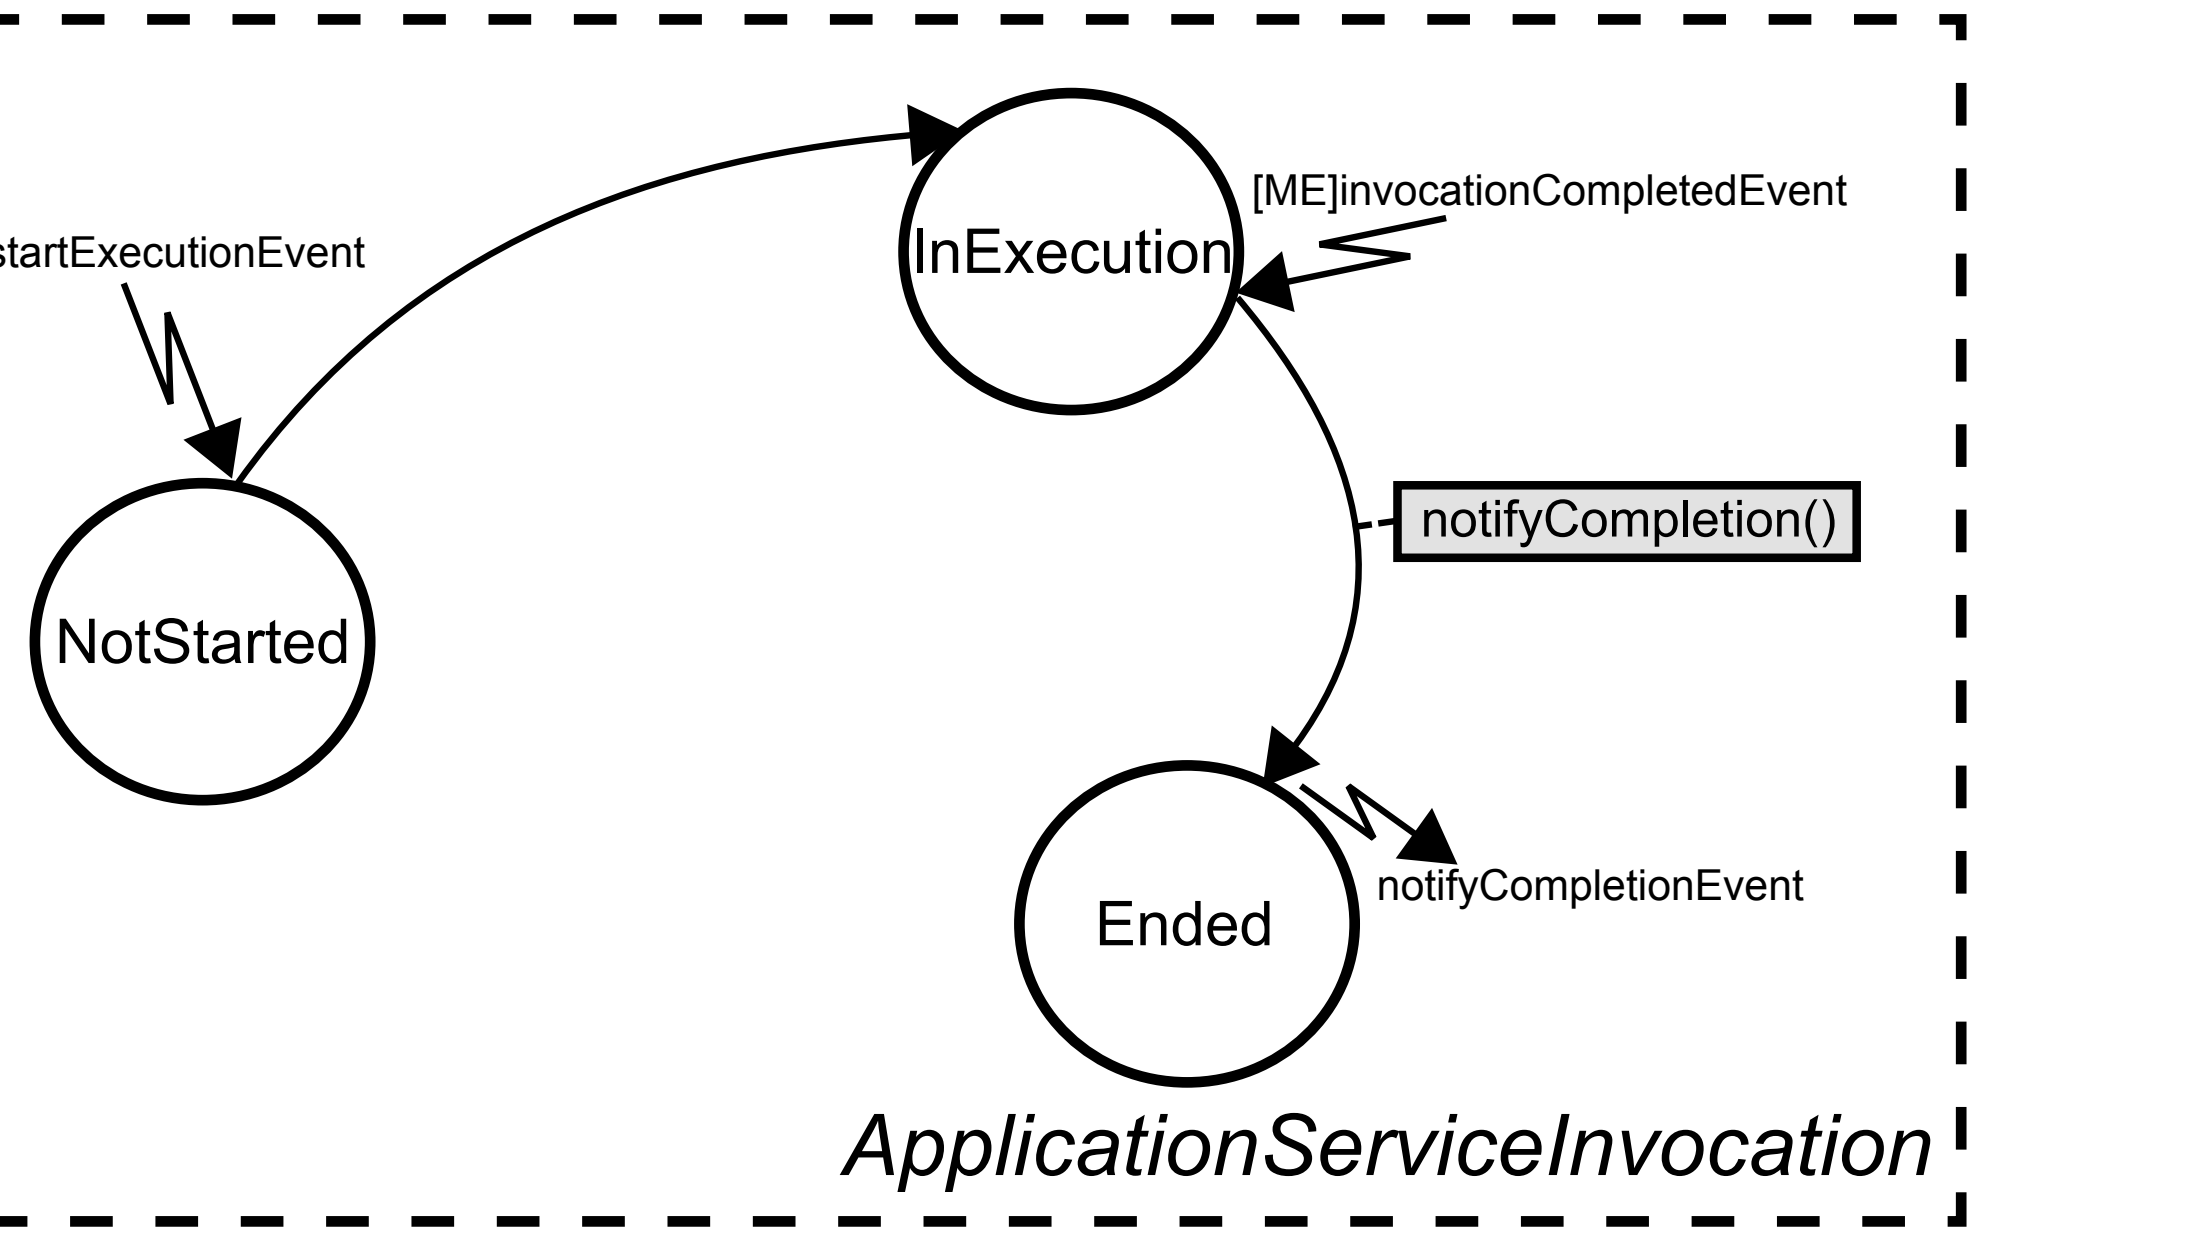 [ME]invocationCompletedEvent
startExecutionEvent
InExecution
notifyCompletion()
NotStarted
notifyCompletionEvent
Ended
ApplicationServiceInvocation